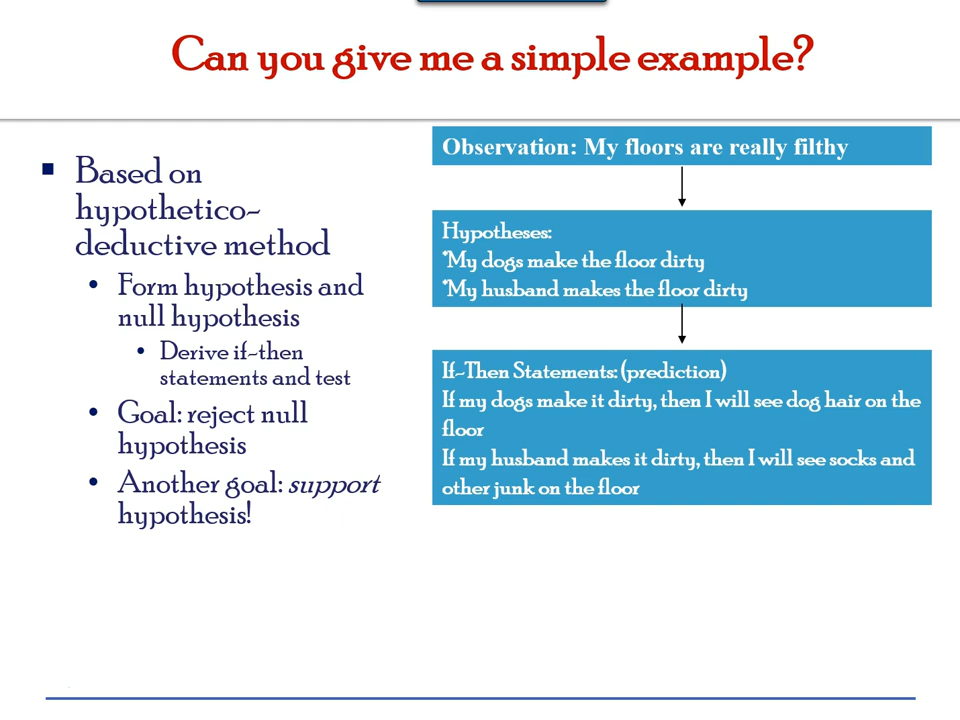 Can you give me a simple example?
▪ Based on
hypothetico-
deductive method
• Form hypothesis and
null hypothesis
• Derive if-then
statements and test
• Goal: reject null
hypothesis
• Another goal: support
hypothesis!
Observation: My floors are really filthy
Hypotheses:
*My dogs make the floor dirty
*My husband makes the floor dirty
If-Then Statements: (prediction)
If my dogs make it dirty, then I will see dog hair on the
floor
If my husband makes it dirty, then I will see socks and
other junk on the floor